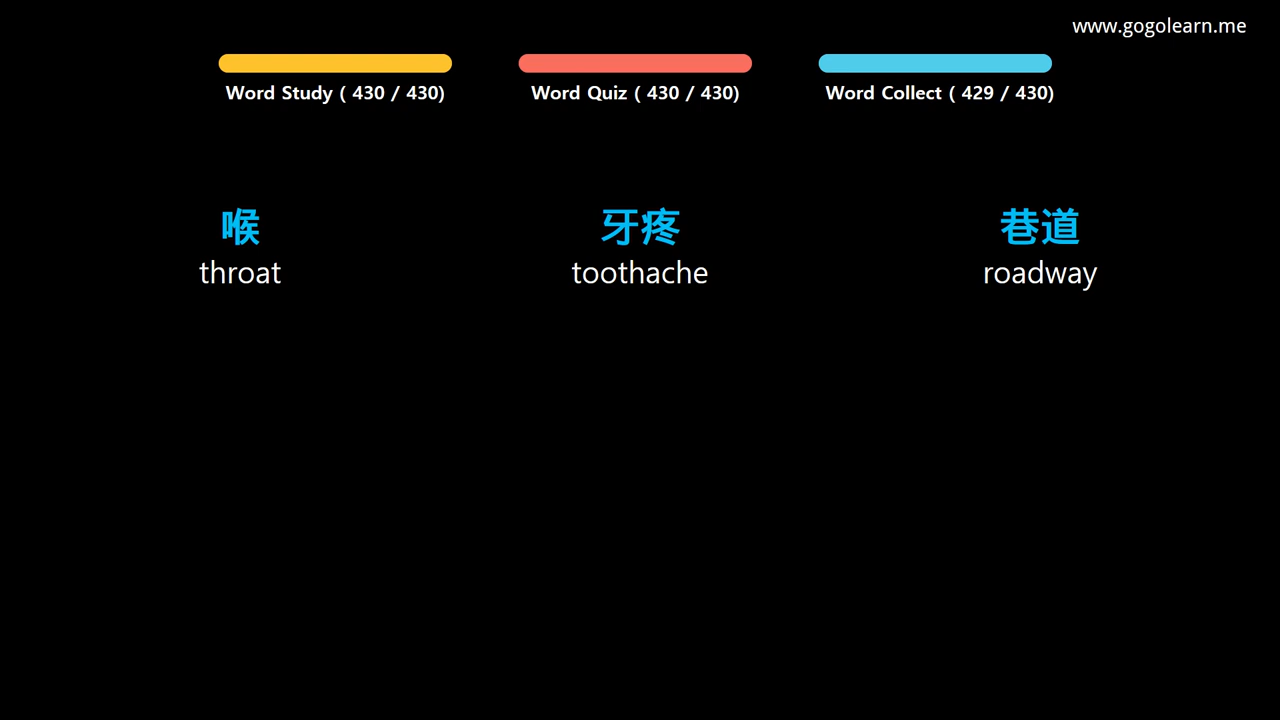 www.gogolearn.me
Word Study ( 430 / 430)
Word Quiz ( 430 / 430)
Word Collect ( 429 / 430)
喉
throat
牙疼
toothache
巷道
roadway